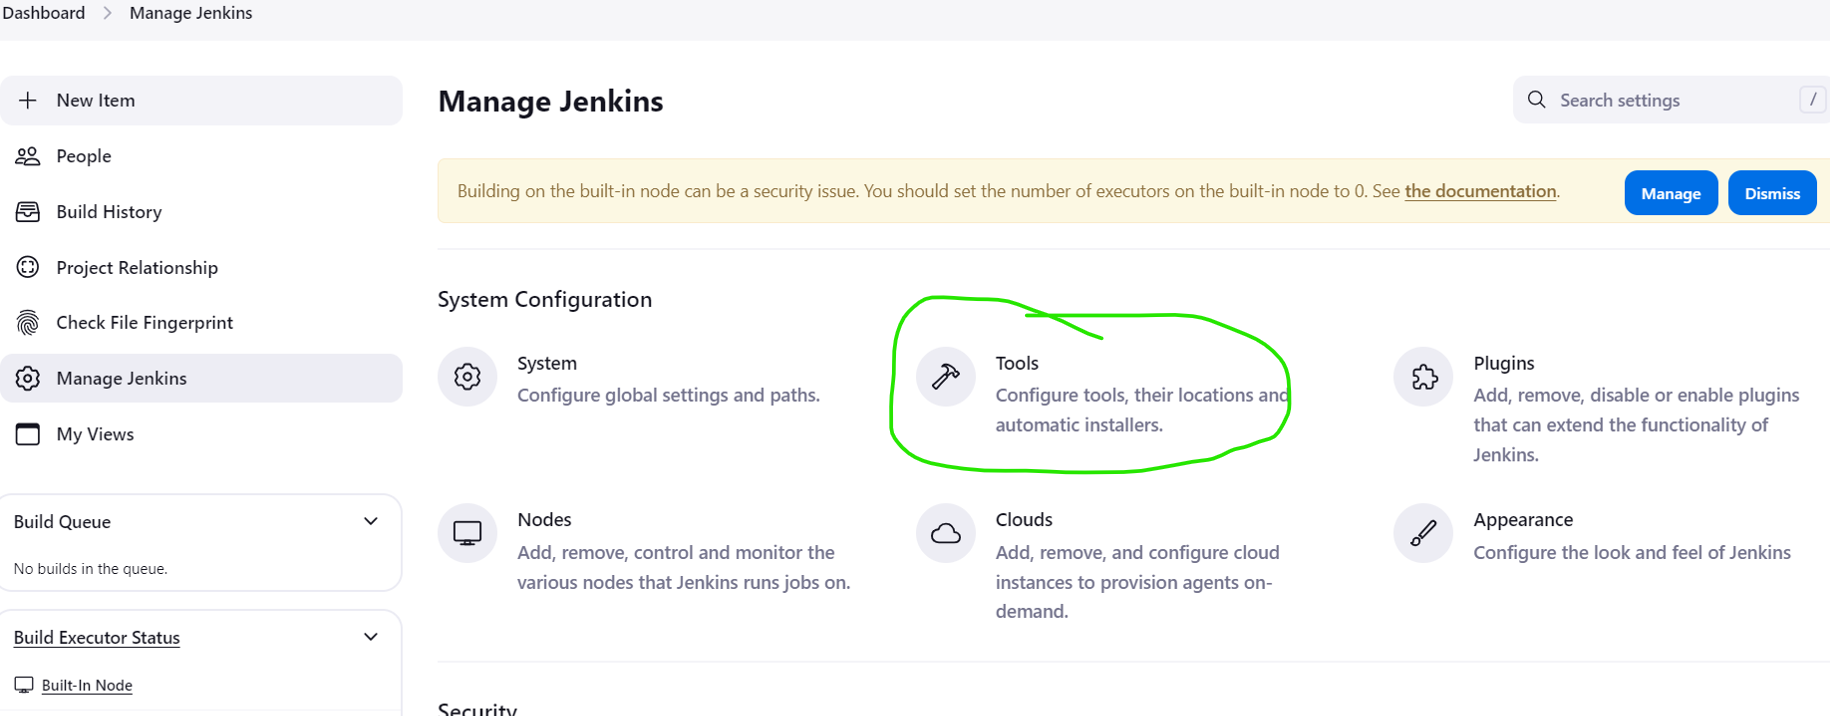 Dashboard > Manage Jenkins
New Item
People
Build History
Project Relationship
Check File Fingerprint
Manage Jenkins
My Views
Build Queue
No builds in the queue.
Build Executor Status
Built-In Node
Manage Jenkins
Search settings /
Building on the built-in node can be a security issue. You should set the number of executors on the built-in node to 0. See the documentation.
Manage
Dismiss
System Configuration
System
Configure global settings and paths.
Tools
Configure tools, their locations and
automatic installers.
Plugins
Add, remove, disable or enable plugins
that can extend the functionality of
Jenkins.
Nodes
Add, remove, control and monitor the
various nodes that Jenkins runs jobs on.
Clouds
Add, remove, and configure cloud
instances to provision agents on-
demand.
Appearance
Configure the look and feel of Jenkins
Security